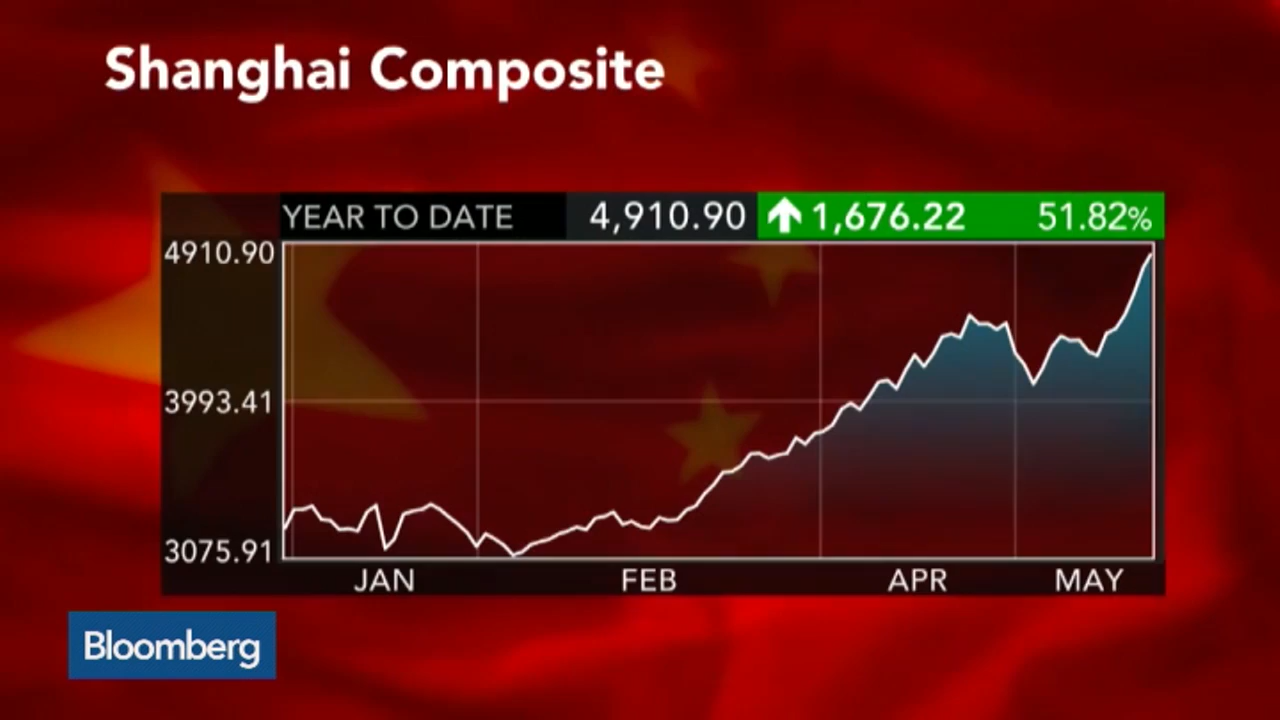 Shanghai Composite
YEAR TO DATE 4,910.90 1,676.22 51.82%
4910.90
3993.41
3075.91
JAN FEB APR MAY
Bloomberg